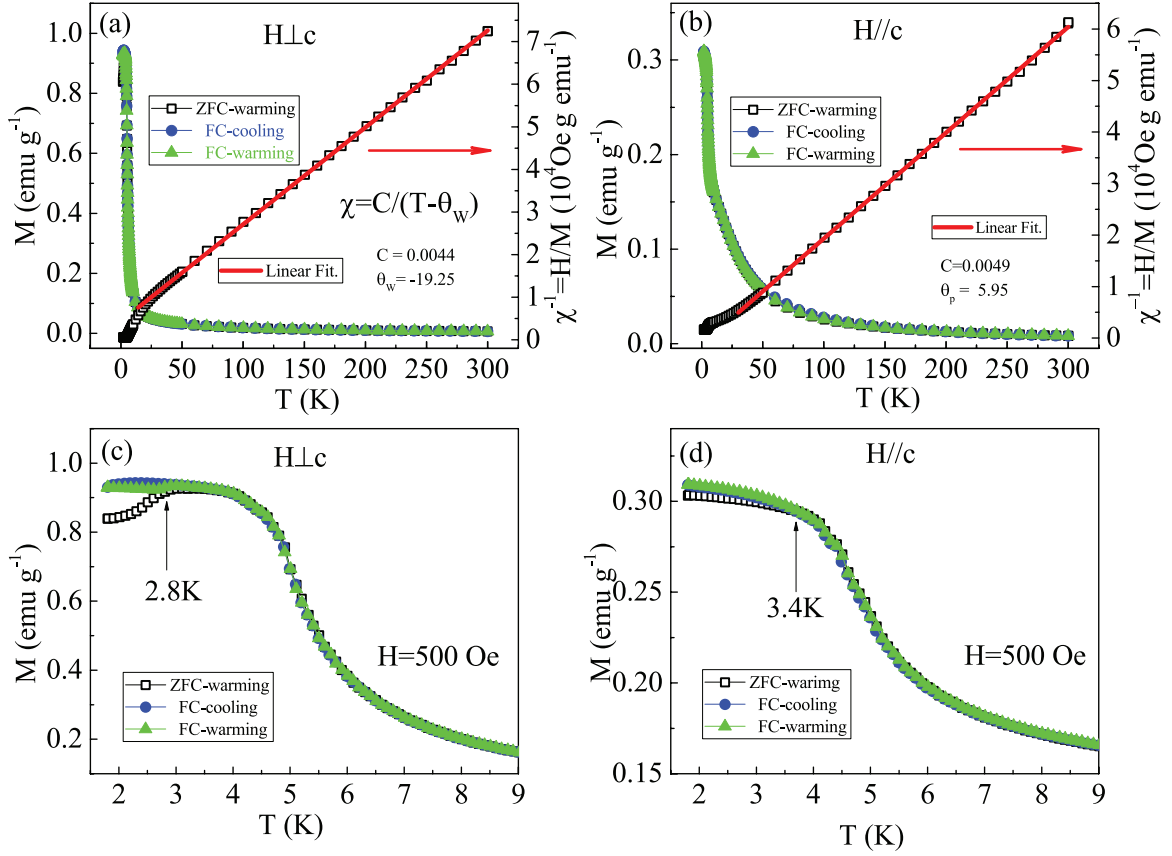 (a)
H⊥c
ZFC-warming
FC-cooling
FC-warming
χ=C/(T-θ_W)
C = 0.0044
θ_W= -19.25
Linear Fit.
M (emu g⁻¹)
1.0
0.8
0.6
0.4
0.2
0.0
χ⁻¹=H/M (10⁴Oe g emu⁻¹)
7
6
5
4
3
2
1
0
0 50 100 150 200 250 300
T (K)
(b)
H//c
ZFC-warming
FC-cooling
FC-warming
Linear Fit.
C=0.0049
θ_p = 5.95
M (emu g⁻¹)
0.3
0.2
0.1
0.0
χ⁻¹=H/M (10⁴Oe g emu⁻¹)
6
5
4
3
2
1
0
0 50 100 150 200 250 300
T (K)
(c)
H⊥c
2.8K
H=500 Oe
ZFC-warming
FC-cooling
FC-warming
M (emu g⁻¹)
1.0
0.8
0.6
0.4
0.2
2 3 4 5 6 7 8 9
T (K)
(d)
H//c
3.4K
H=500 Oe
ZFC-warimg
FC-cooling
FC-warming
M (emu g⁻¹)
0.30
0.25
0.20
0.15
2 3 4 5 6 7 8 9
T (K)